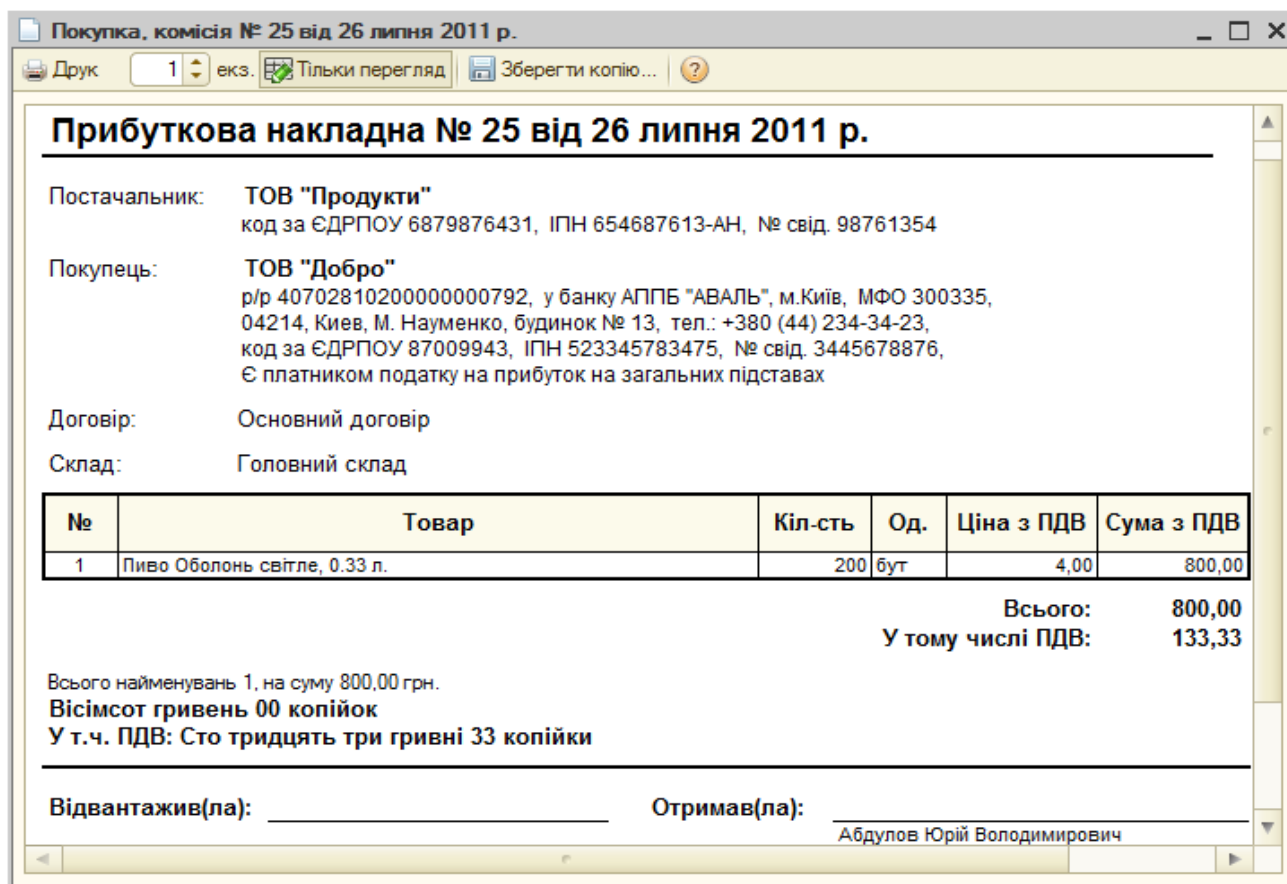 Покупка, комісія № 25 від 26 липня 2011 р.
Друк 1 екз. Тільки перегляд Зберегти копію... ?
Прибуткова накладна № 25 від 26 липня 2011 р.
Постачальник: ТОВ "Продукти"
код за ЄДРПОУ 6879876431, ІПН 654687613-АН, № свід. 98761354
Покупець: ТОВ "Добро"
р/р 40702810200000000792, у банку АППБ "АВАЛЬ", м.Київ, МФО 300335,
04214, Киев, М. Науменко, будинок № 13, тел.: +380 (44) 234-34-23,
код за ЄДРПОУ 87009943, ІПН 523345783475, № свід. 3445678876,
Є платником податку на прибуток на загальних підставах
Договір: Основний договір
Склад: Головний склад
№ Товар Кіл-сть Од. Ціна з ПДВ Сума з ПДВ
1 Пиво Оболонь світле, 0.33 л. 200 бут 4,00 800,00
Всього: 800,00
У тому числі ПДВ: 133,33
Всього найменувань 1, на суму 800,00 грн.
Вісімсот гривень 00 копійок
У т.ч. ПДВ: Сто тридцять три гривні 33 копійки
Відвантажив(ла): Отримав(ла):
Абдулов Юрій Володимирович